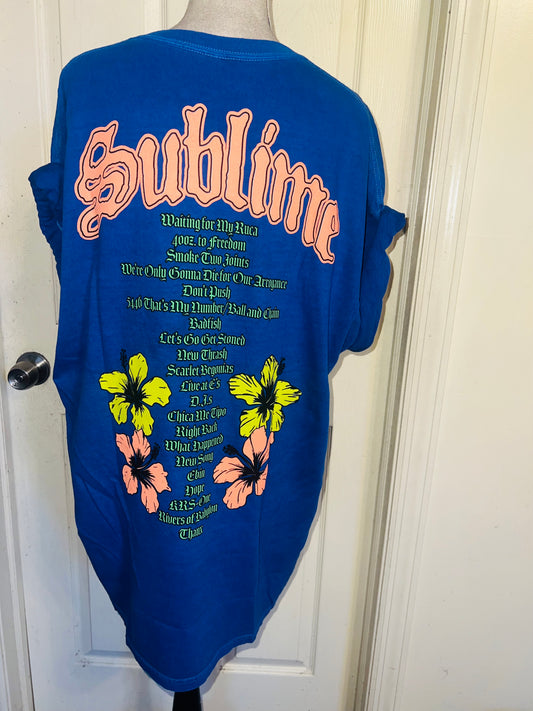 Sublime
Waiting for My Ruca
40oz. to Freedom
Smoke Two Joints
We're Only Gonna Die for Our Arrogance
Don't Push
5446 That's My Number/Ball and Chain
Badfish
Let's Go Get Stoned
New Thrash
Scarlet Begonias
Live at E's
D.J.s
Chica Me Tipo
Right Back
What Happened
New Song
Ebin
Hope
KRS-One
Rivers of Babylon
Thanx